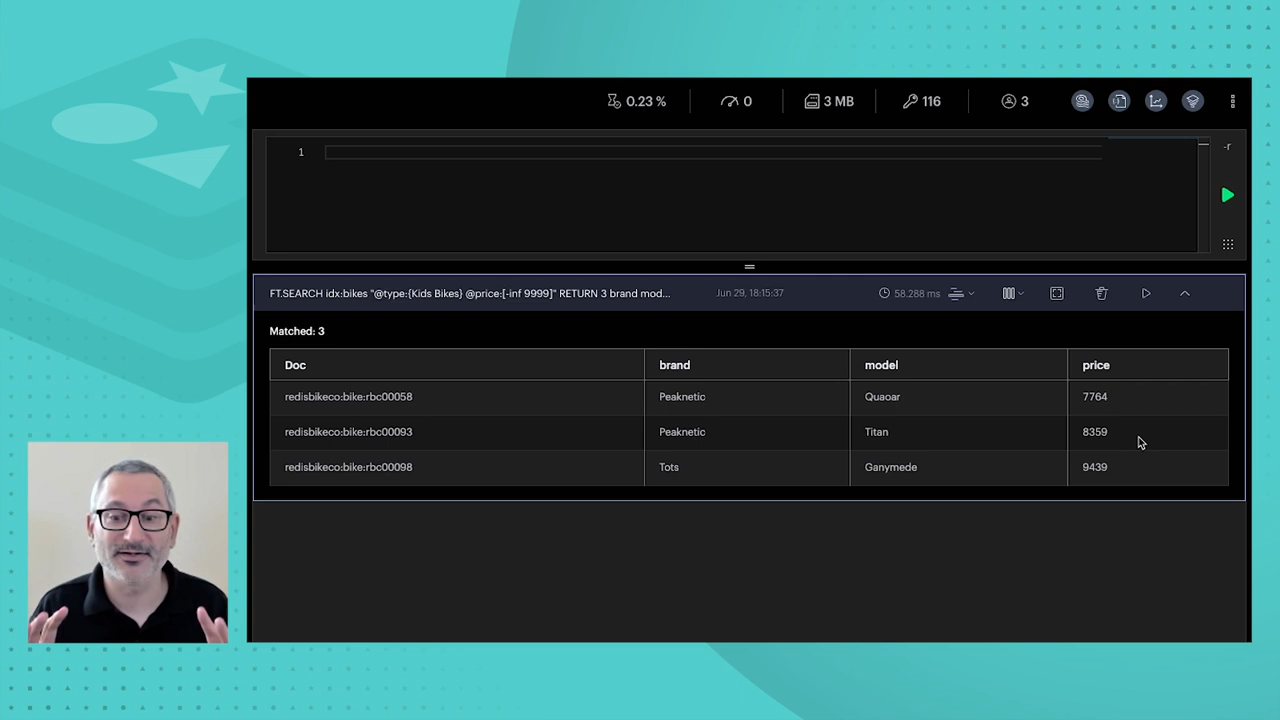 0.23 %
0
3 MB
116
3
1
-r
FT.SEARCH idx:bikes "@type:{Kids Bikes} @price:[-inf 9999]" RETURN 3 brand mod...
Jun 29, 18:15:37
58.288 ms
Matched: 3
Doc brand model price
redisbikeco:bike:rbc00058 Peaknetic Quaoar 7764
redisbikeco:bike:rbc00093 Peaknetic Titan 8359
redisbikeco:bike:rbc00098 Tots Ganymede 9439